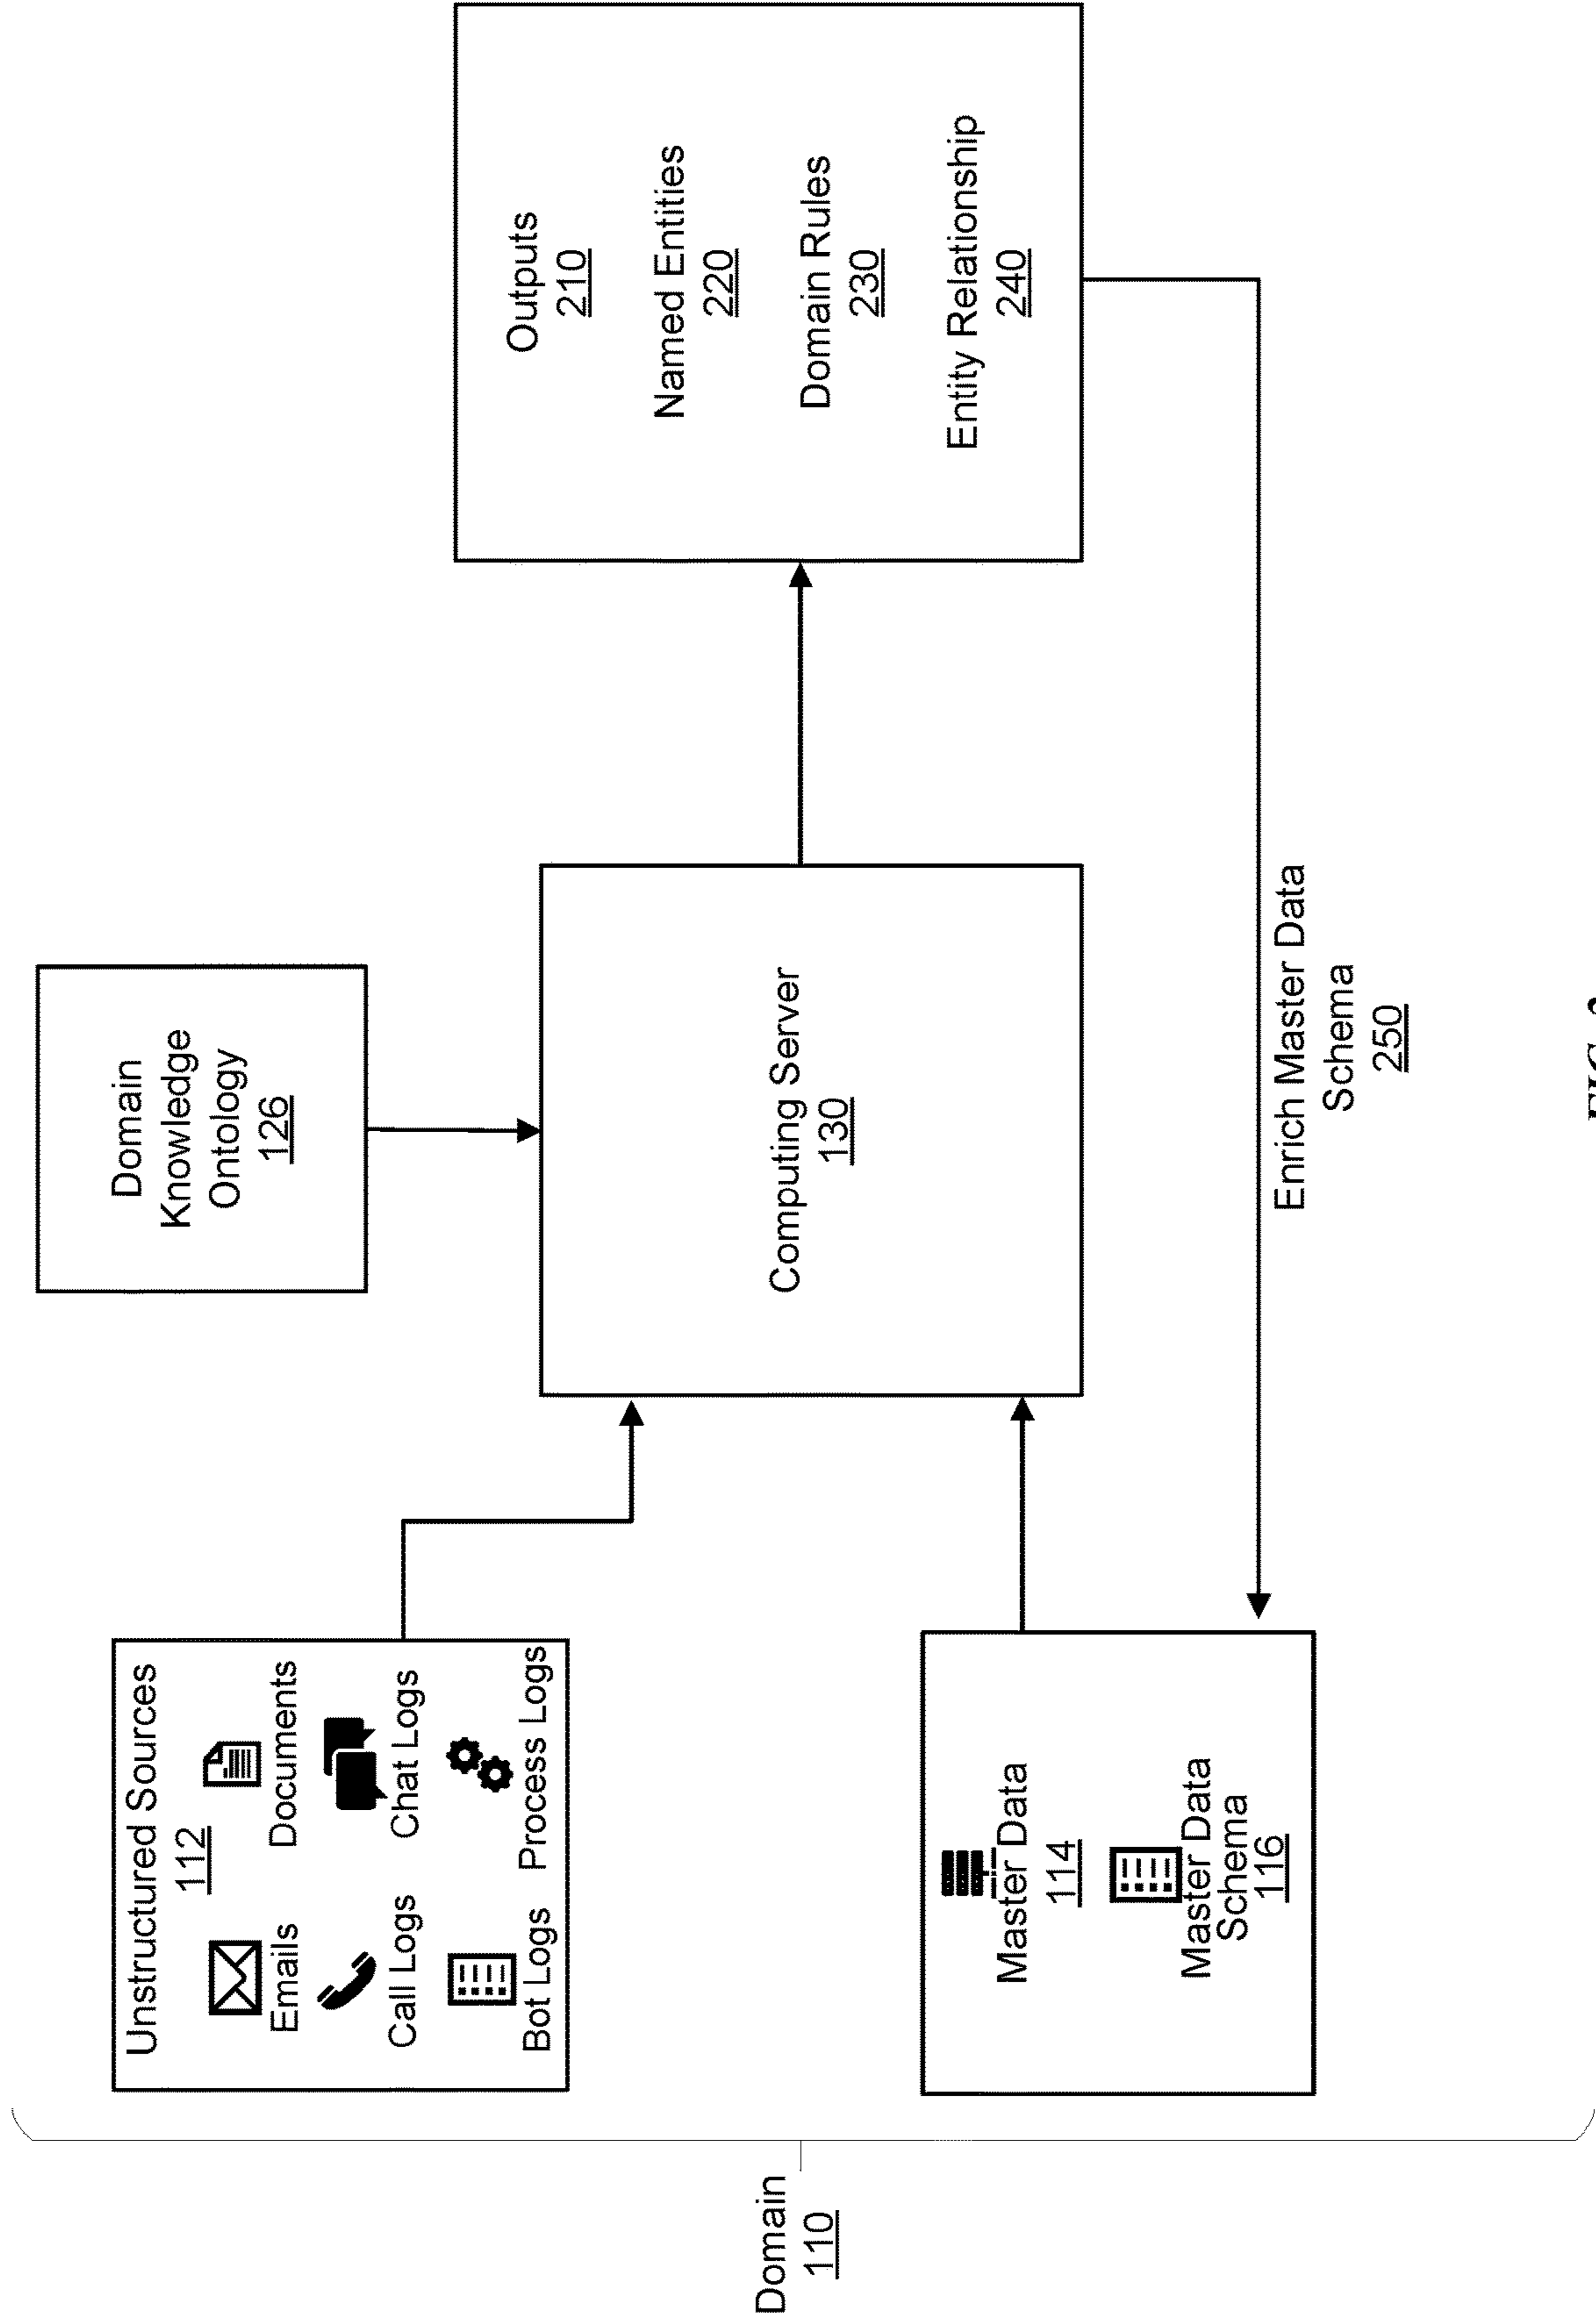 Domain
110
Unstructured Sources
112
Emails
Documents
Call Logs
Chat Logs
Bot Logs
Process Logs
Master Data
114
Master Data
Schema
116
Domain
Knowledge
Ontology
126
Computing Server
130
Outputs
210
Named Entities
220
Domain Rules
230
Entity Relationship
240
Enrich Master Data
Schema
250